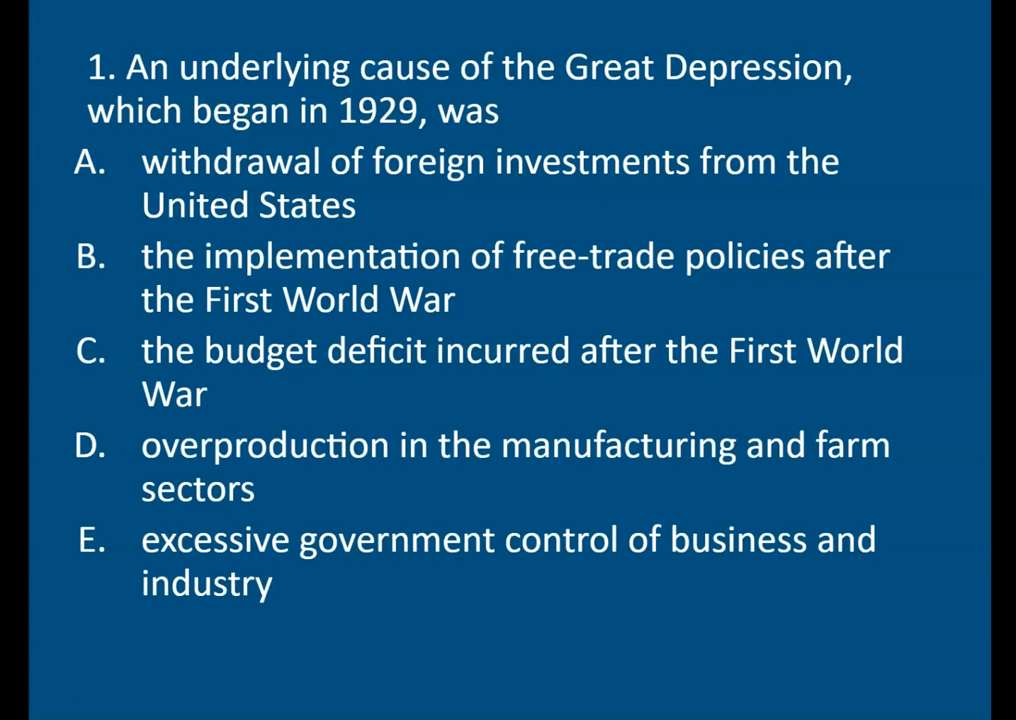 1. An underlying cause of the Great Depression,
which began in 1929, was
A. withdrawal of foreign investments from the
United States
B. the implementation of free-trade policies after
the First World War
C. the budget deficit incurred after the First World
War
D. overproduction in the manufacturing and farm
sectors
E. excessive government control of business and
industry